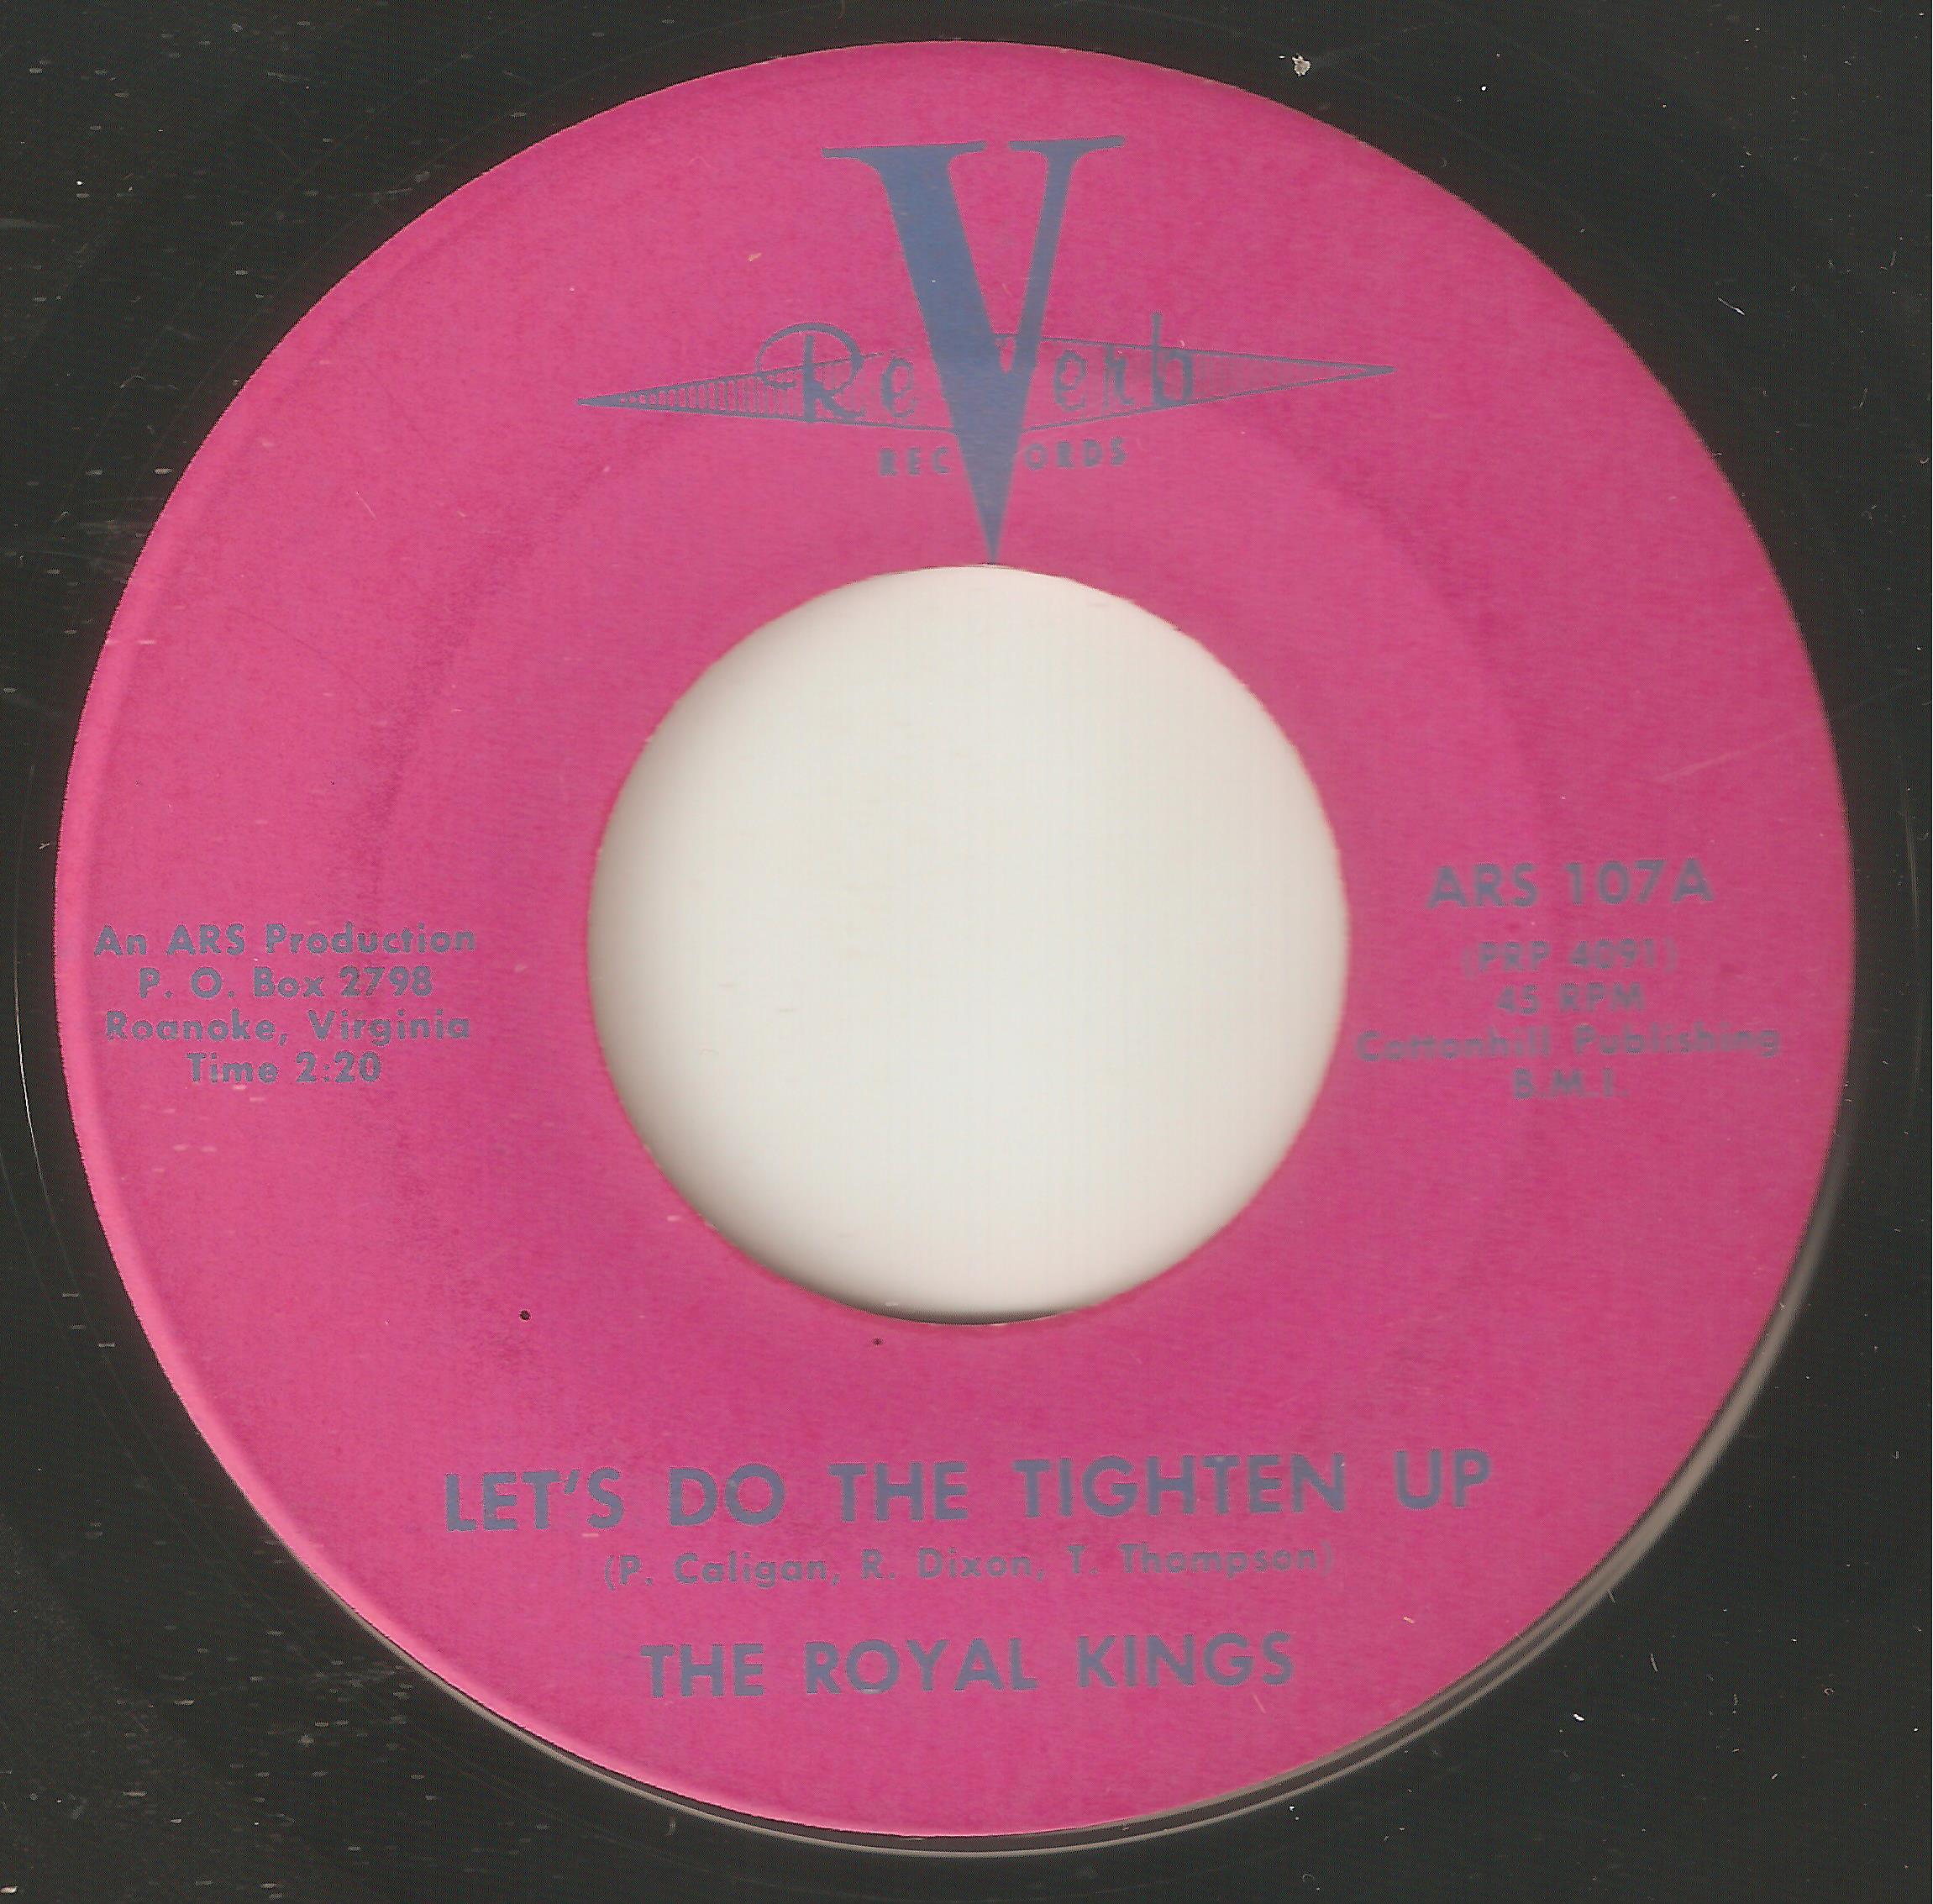 ReVerb
RECORDS
An ARS Production
P. O. Box 2798
Roanoke, Virginia
Time 2:20
ARS 107A
(PRP 4091)
45 RPM
Cottonhill Publishing
B.M.I.
LET'S DO THE TIGHTEN UP
(P. Caligan, R. Dixon, T. Thompson)
THE ROYAL KINGS